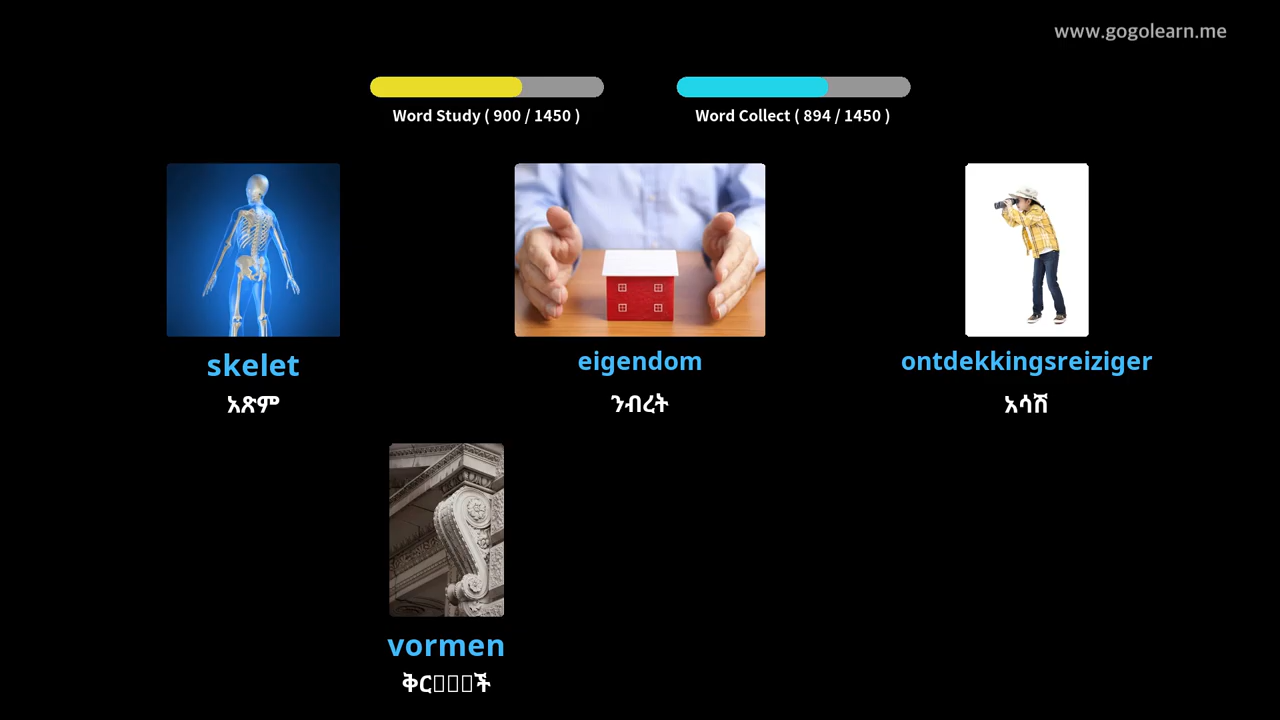 www.gogolearn.me
Word Study ( 900 / 1450 )
Word Collect ( 894 / 1450 )
skelet
አጽም
eigendom
ንብረት
ontdekkingsreiziger
አሳሽ
vormen